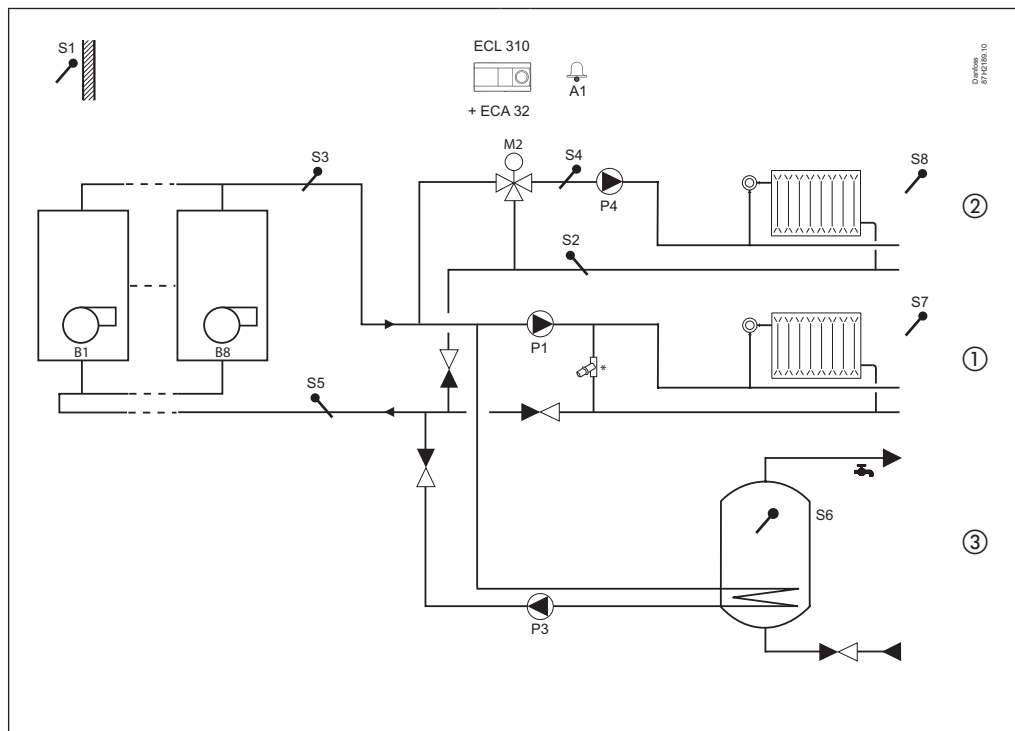 S1
ECL 310
A1
+ ECA 32
Danfoss
87H2189.10
M2
S3
S4
S8
P4
②
S2
S7
B1
B8
P1
*
①
S5
S6
③
P3